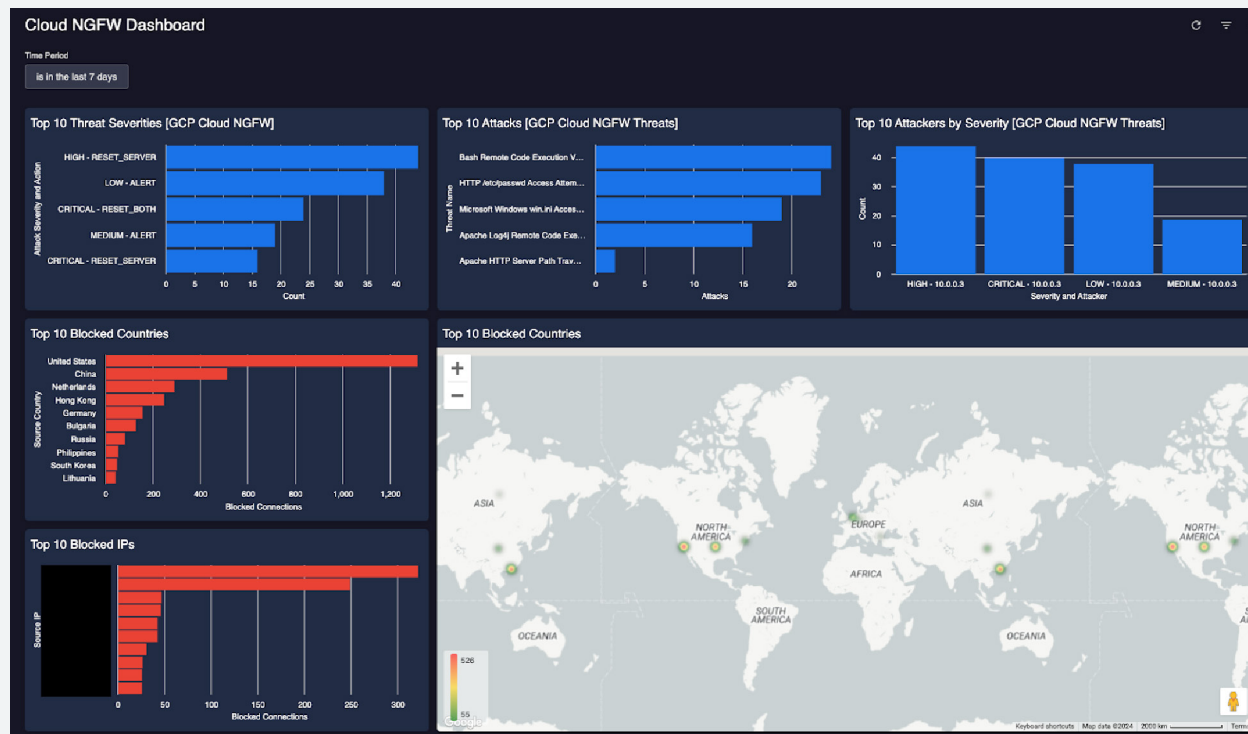 Cloud NGFW Dashboard
Time Period
is in the last 7 days
Top 10 Threat Severities [GCP Cloud NGFW]
Attack Severity and Action
HIGH - RESET_SERVER
LOW - ALERT
CRITICAL - RESET_BOTH
MEDIUM - ALERT
CRITICAL - RESET_SERVER
0 5 10 15 20 25 30 35 40
Count
Top 10 Attacks [GCP Cloud NGFW Threats]
Threat Name
Bash Remote Code Execution V...
HTTP /etc/passwd Access Attem...
Microsoft Windows win.ini Acces...
Apache Log4j Remote Code Exe...
Apache HTTP Server Path Trav...
0 5 10 15 20
Attacks
Top 10 Attackers by Severity [GCP Cloud NGFW Threats]
Count
40
30
20
10
0
HIGH - 10.0.0.3 CRITICAL - 10.0.0.3 LOW - 10.0.0.3 MEDIUM - 10.0.0.3
Severity and Attacker
Top 10 Blocked Countries
Source Country
United States
China
Netherlands
Hong Kong
Germany
Bulgaria
Russia
Philippines
South Korea
Lithuania
0 200 400 600 800 1,000 1,200
Blocked Connections
Top 10 Blocked IPs
Source IP
0 50 100 150 200 250 300
Blocked Connections
Top 10 Blocked Countries
+
−
ASIA
NORTH AMERICA
EUROPE
ASIA
NORTH AMERICA
AFRICA
SOUTH AMERICA
OCEANIA
OCEANIA
526
55
Google
Keyboard shortcuts Map data ©2024 2000 km Terms